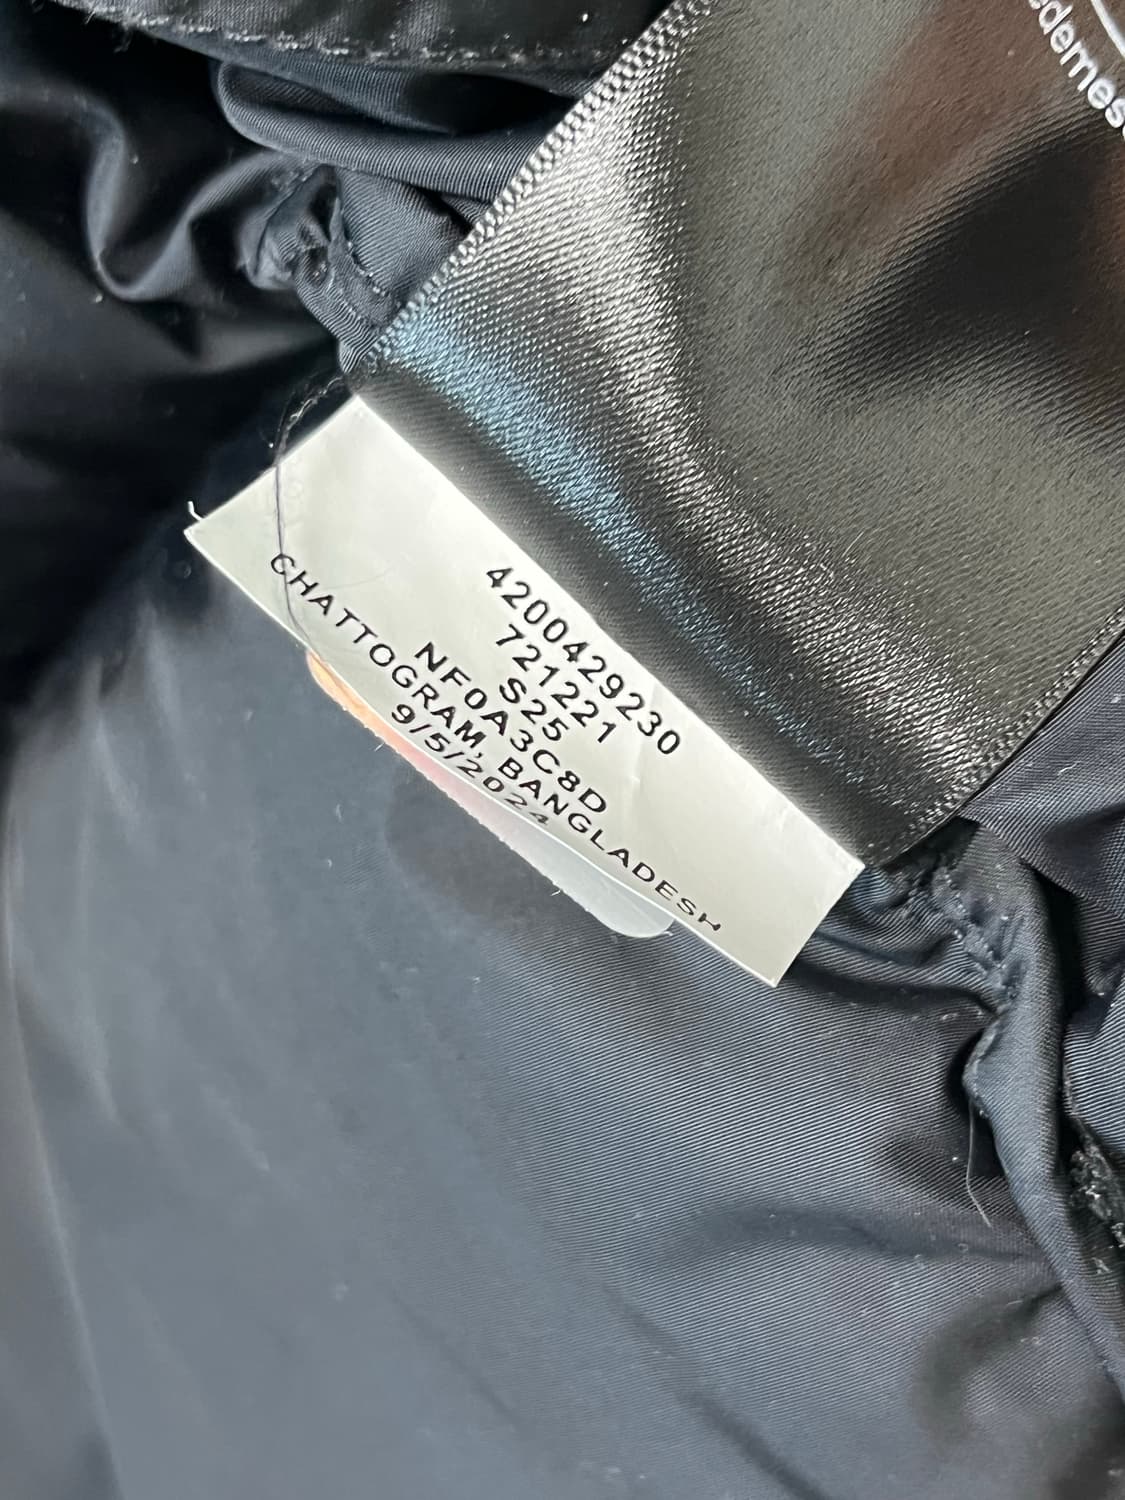 4200429230
721221
S25
NF0A3C8D
CHATTOGRAM, BANGLADESH
9/5/2024